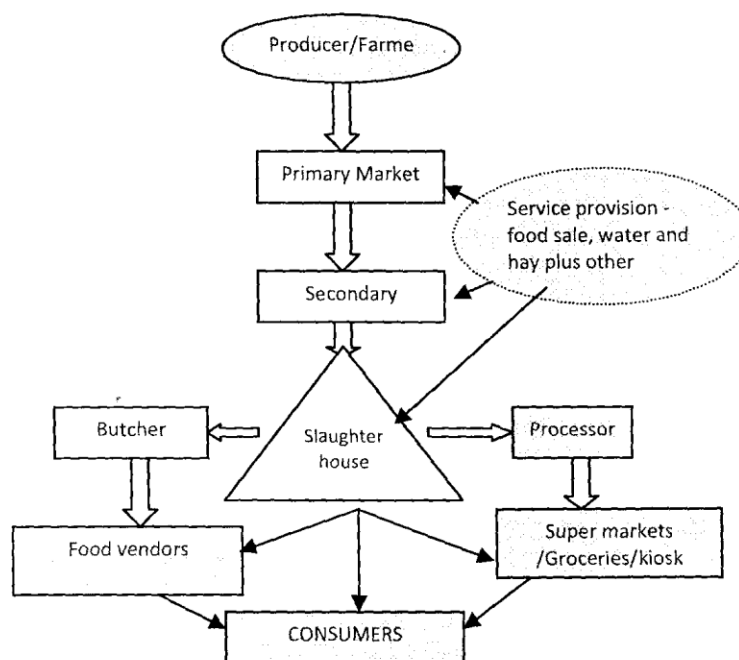 Producer/Farme
Primary Market
Service provision -
food sale, water and
hay plus other
Secondary
Butcher
Slaughter
house
Processor
Food vendors
Super markets
/Groceries/kiosk
CONSUMERS